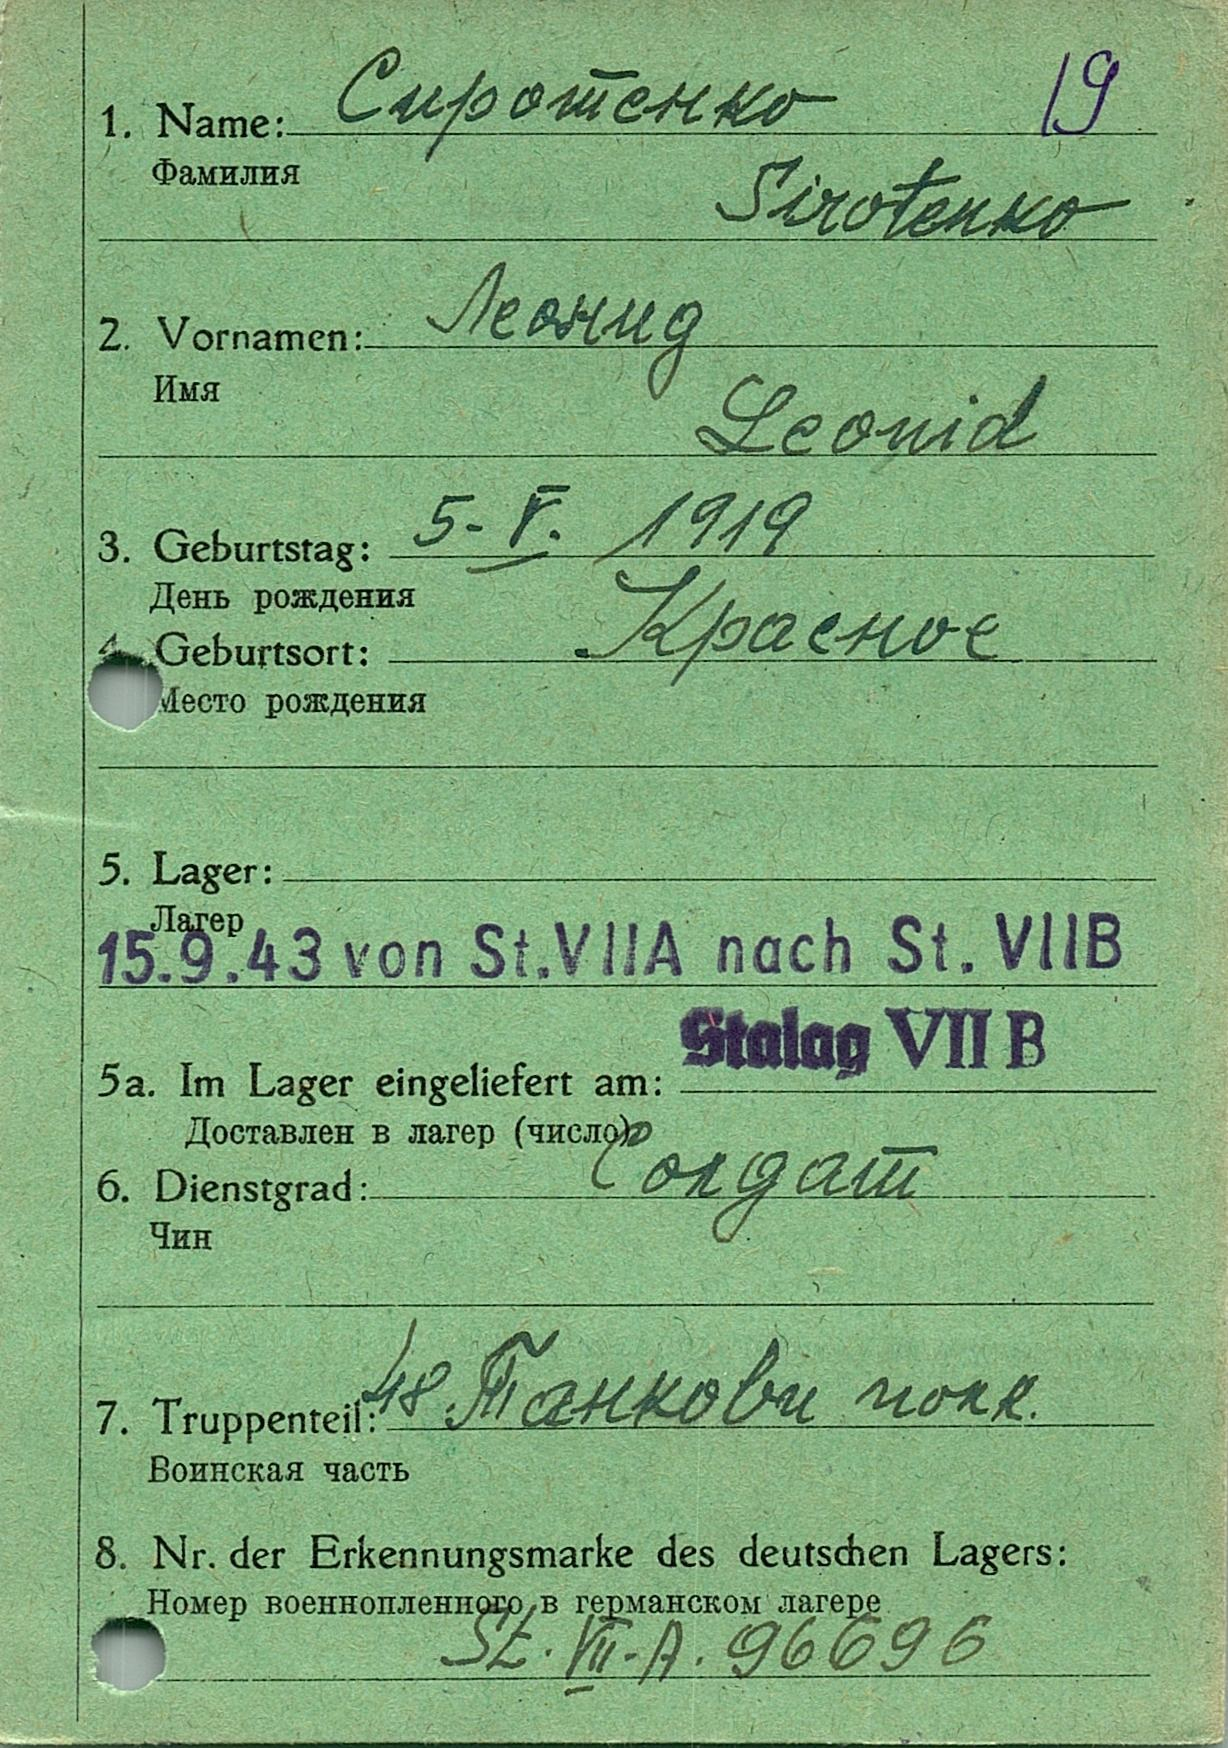 1. Name: Сиротенко 19
Фамилия
Sirotenko
2. Vornamen: Леонид
Имя
Leonid
3. Geburtstag: 5-V. 1919
День рождения
4. Geburtsort: Красное
Место рождения
5. Lager:
Лагер
15.9.43 von St.VIIA nach St. VIIB
Stalag VII B
5a. Im Lager eingeliefert am:
Доставлен в лагер (число)
6. Dienstgrad: Солдат
Чин
7. Truppenteil: 48 Танкови полк.
Воинская часть
8. Nr. der Erkennungsmarke des deutschen Lagers:
Номер военнопленного в германском лагере
St. VII-A. 96696